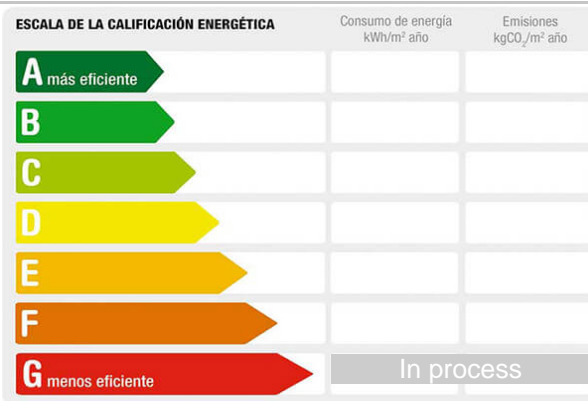 ESCALA DE LA CALIFICACIÓN ENERGÉTICA
Consumo de energía
kWh/m² año
Emisiones
kgCO₂/m² año
A más eficiente
B
C
D
E
F
G menos eficiente
In process